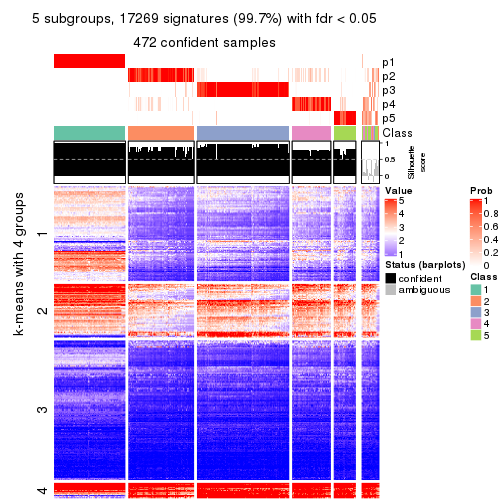 5 subgroups, 17269 signatures (99.7%) with fdr < 0.05
472 confident samples
p1
p2
p3
p4
p5
Class
1
0.5
0
Silhouette
score
k-means with 4 groups
1
2
3
4
Value
5
4
3
2
1
Status (barplots)
confident
ambiguous
Prob
1
0.8
0.6
0.4
0.2
0
Class
1
2
3
4
5